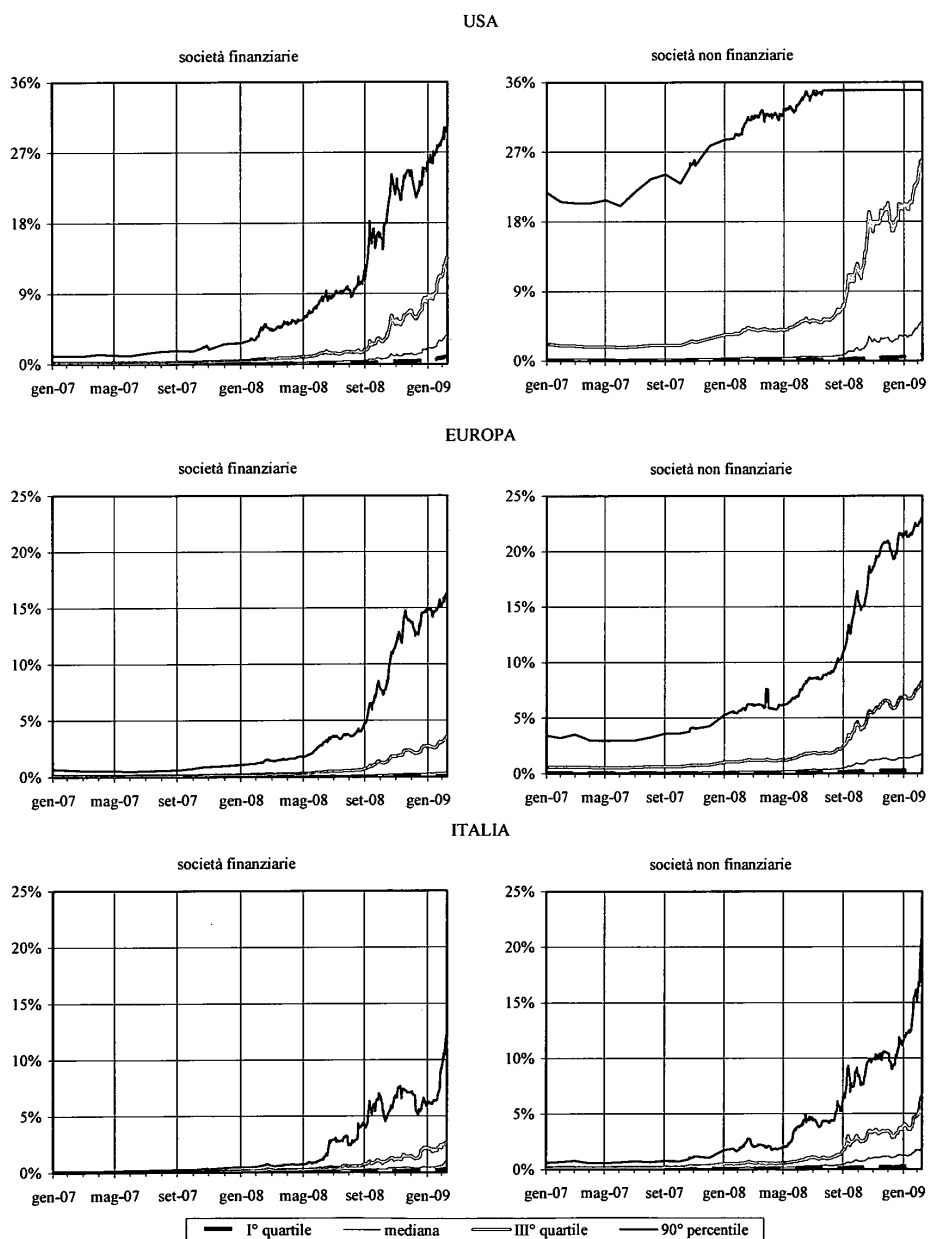 USA
società finanziarie
36%
27%
18%
9%
0%
gen-07 mag-07 set-07 gen-08 mag-08 set-08 gen-09
società non finanziarie
36%
27%
18%
9%
0%
gen-07 mag-07 set-07 gen-08 mag-08 set-08 gen-09
EUROPA
società finanziarie
25%
20%
15%
10%
5%
0%
gen-07 mag-07 set-07 gen-08 mag-08 set-08 gen-09
società non finanziarie
25%
20%
15%
10%
5%
0%
gen-07 mag-07 set-07 gen-08 mag-08 set-08 gen-09
ITALIA
società finanziarie
25%
20%
15%
10%
5%
0%
gen-07 mag-07 set-07 gen-08 mag-08 set-08 gen-09
società non finanziarie
25%
20%
15%
10%
5%
0%
gen-07 mag-07 set-07 gen-08 mag-08 set-08 gen-09
I° quartile mediana III° quartile 90° percentile